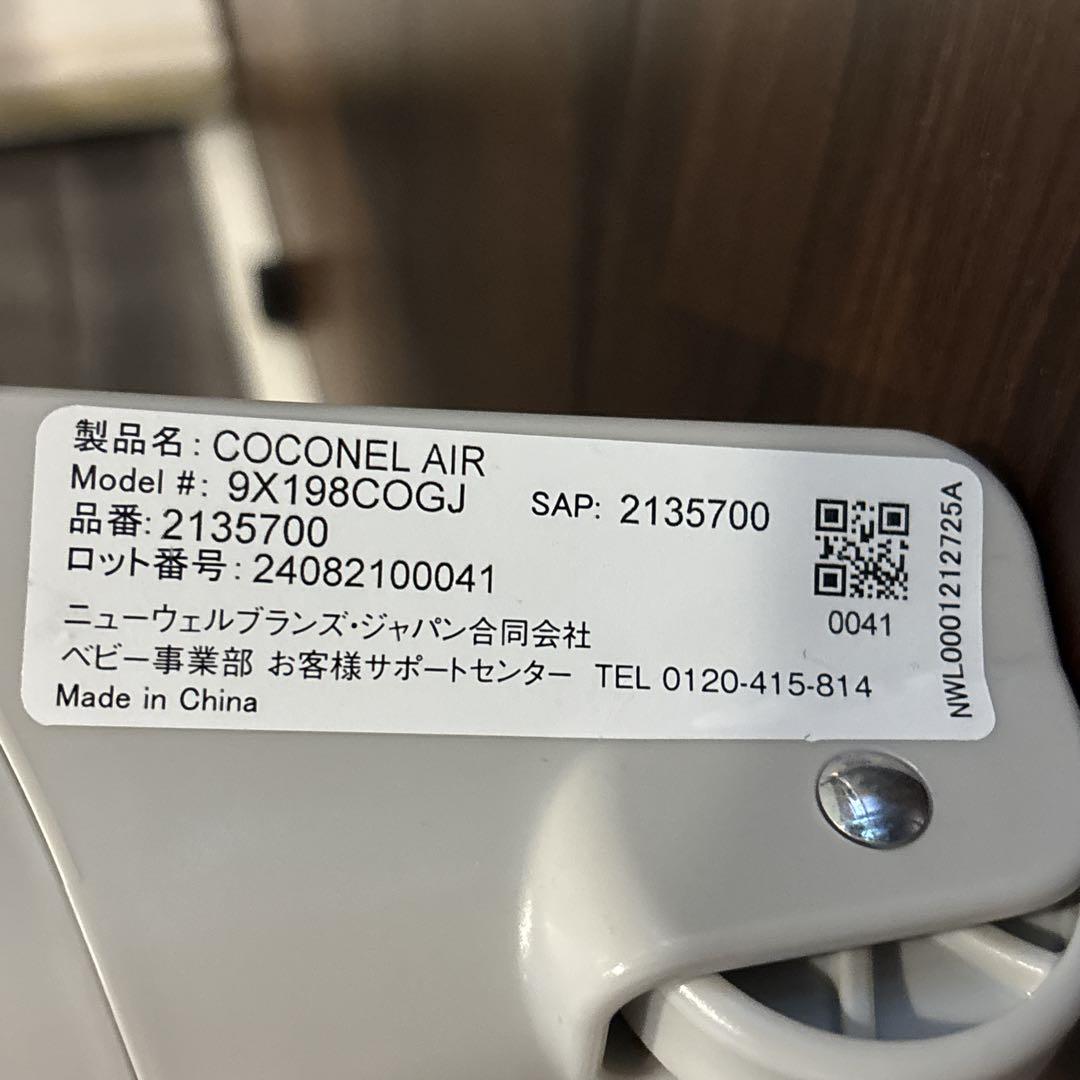 製品名: COCONEL AIR
Model #: 9X198COGJ SAP: 2135700
品番: 2135700
ロット番号: 24082100041
ニューウェルブランズ・ジャパン合同会社
ベビー事業部 お客様サポートセンター TEL 0120-415-814
Made in China
0041
NWL0001212725A